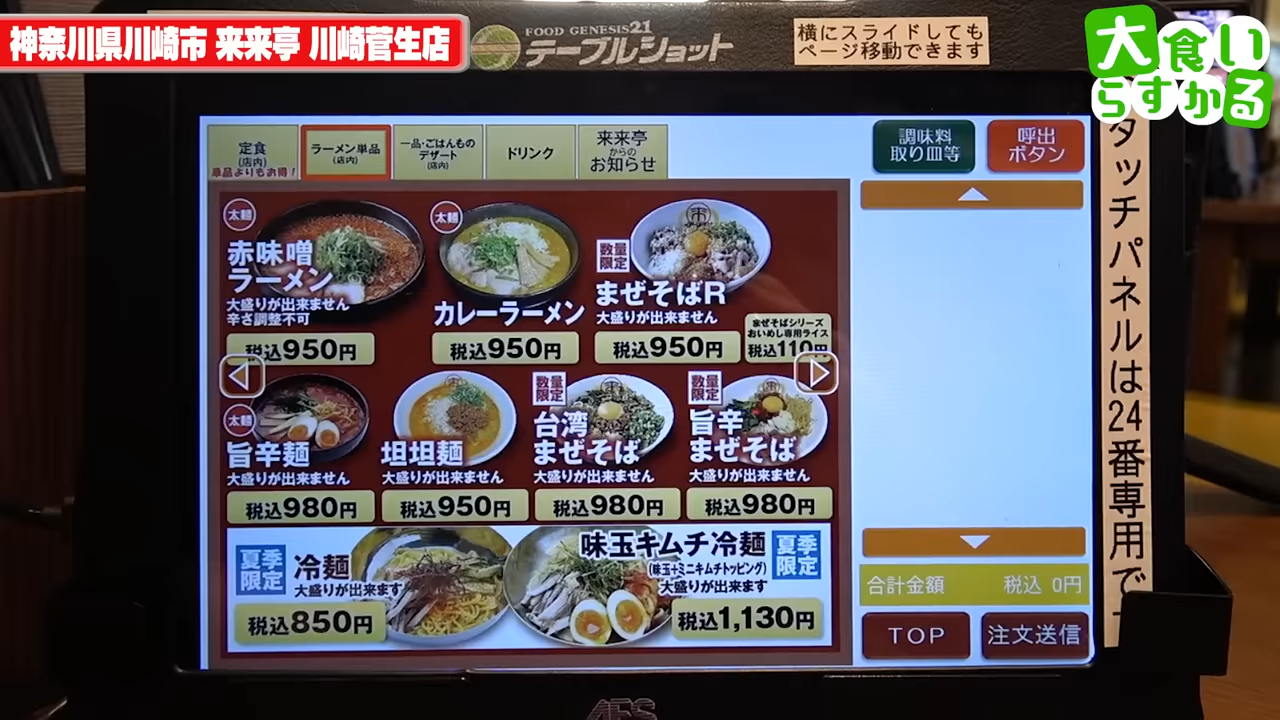 神奈川県川崎市 来来亭 川崎菅生店
FOOD GENESIS21
テーブルショット
横にスライドしても
ページ移動できます
大食い
らすかる
タッチパネルは24番専用で
定食
(店内)
単品よりもお得!
ラーメン単品
(店内)
一品・ごはんもの
デザート
(店内)
ドリンク
来来亭
からの
お知らせ
調味料
取り皿等
呼出
ボタン
太麺
赤味噌
ラーメン
大盛りが出来ません
辛さ調整不可
税込950円
太麺
カレーラーメン
税込950円
数量
限定
まぜそばR
大盛りが出来ません
税込950円
まぜそばシリーズ
おいめし専用ライス
税込110円
太麺
旨辛麺
大盛りが出来ません
税込980円
坦坦麺
大盛りが出来ません
税込950円
数量
限定
台湾
まぜそば
大盛りが出来ません
税込980円
数量
限定
旨辛
まぜそば
大盛りが出来ません
税込980円
夏季
限定
冷麺
大盛りが出来ます
税込850円
味玉キムチ冷麺
(味玉+ミニキムチトッピング)
大盛りが出来ます
夏季
限定
税込1,130円
合計金額 税込 0円
TOP
注文送信